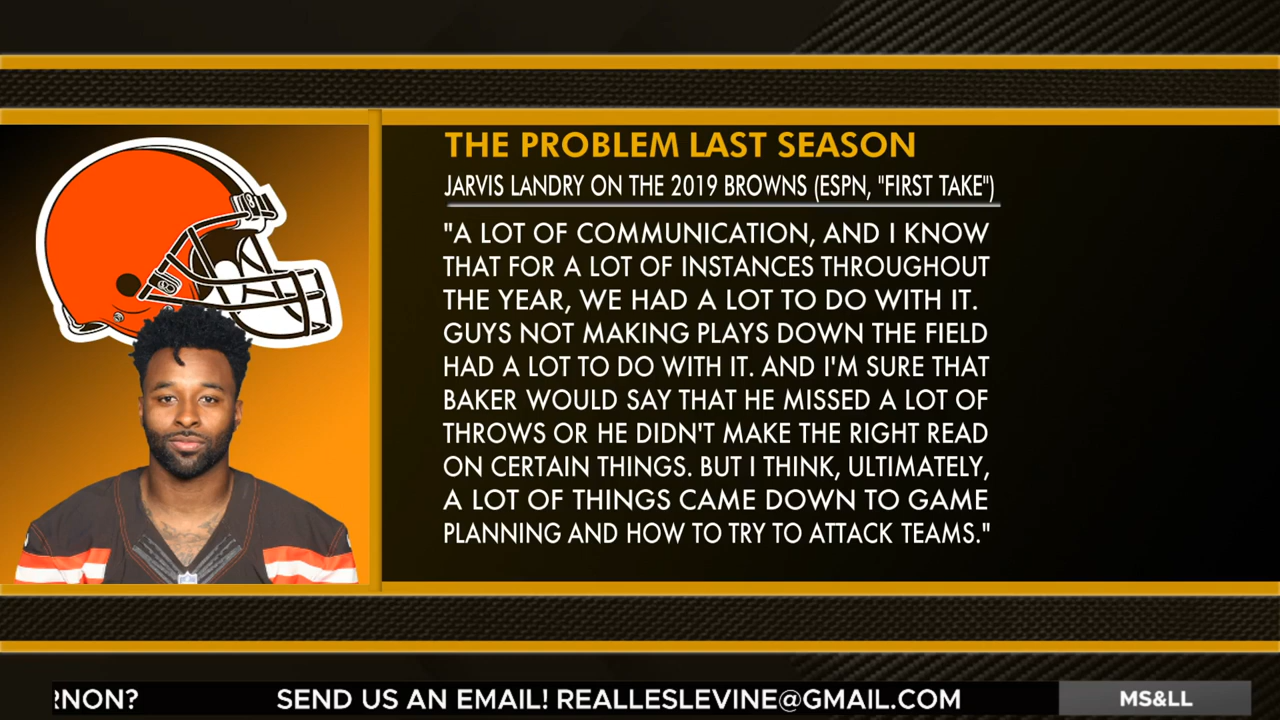 THE PROBLEM LAST SEASON
JARVIS LANDRY ON THE 2019 BROWNS (ESPN, "FIRST TAKE")
"A LOT OF COMMUNICATION, AND I KNOW
THAT FOR A LOT OF INSTANCES THROUGHOUT
THE YEAR, WE HAD A LOT TO DO WITH IT.
GUYS NOT MAKING PLAYS DOWN THE FIELD
HAD A LOT TO DO WITH IT. AND I'M SURE THAT
BAKER WOULD SAY THAT HE MISSED A LOT OF
THROWS OR HE DIDN'T MAKE THE RIGHT READ
ON CERTAIN THINGS. BUT I THINK, ULTIMATELY,
A LOT OF THINGS CAME DOWN TO GAME
PLANNING AND HOW TO TRY TO ATTACK TEAMS."
RNON? SEND US AN EMAIL! REALLESLEVINE@GMAIL.COM MS&LL